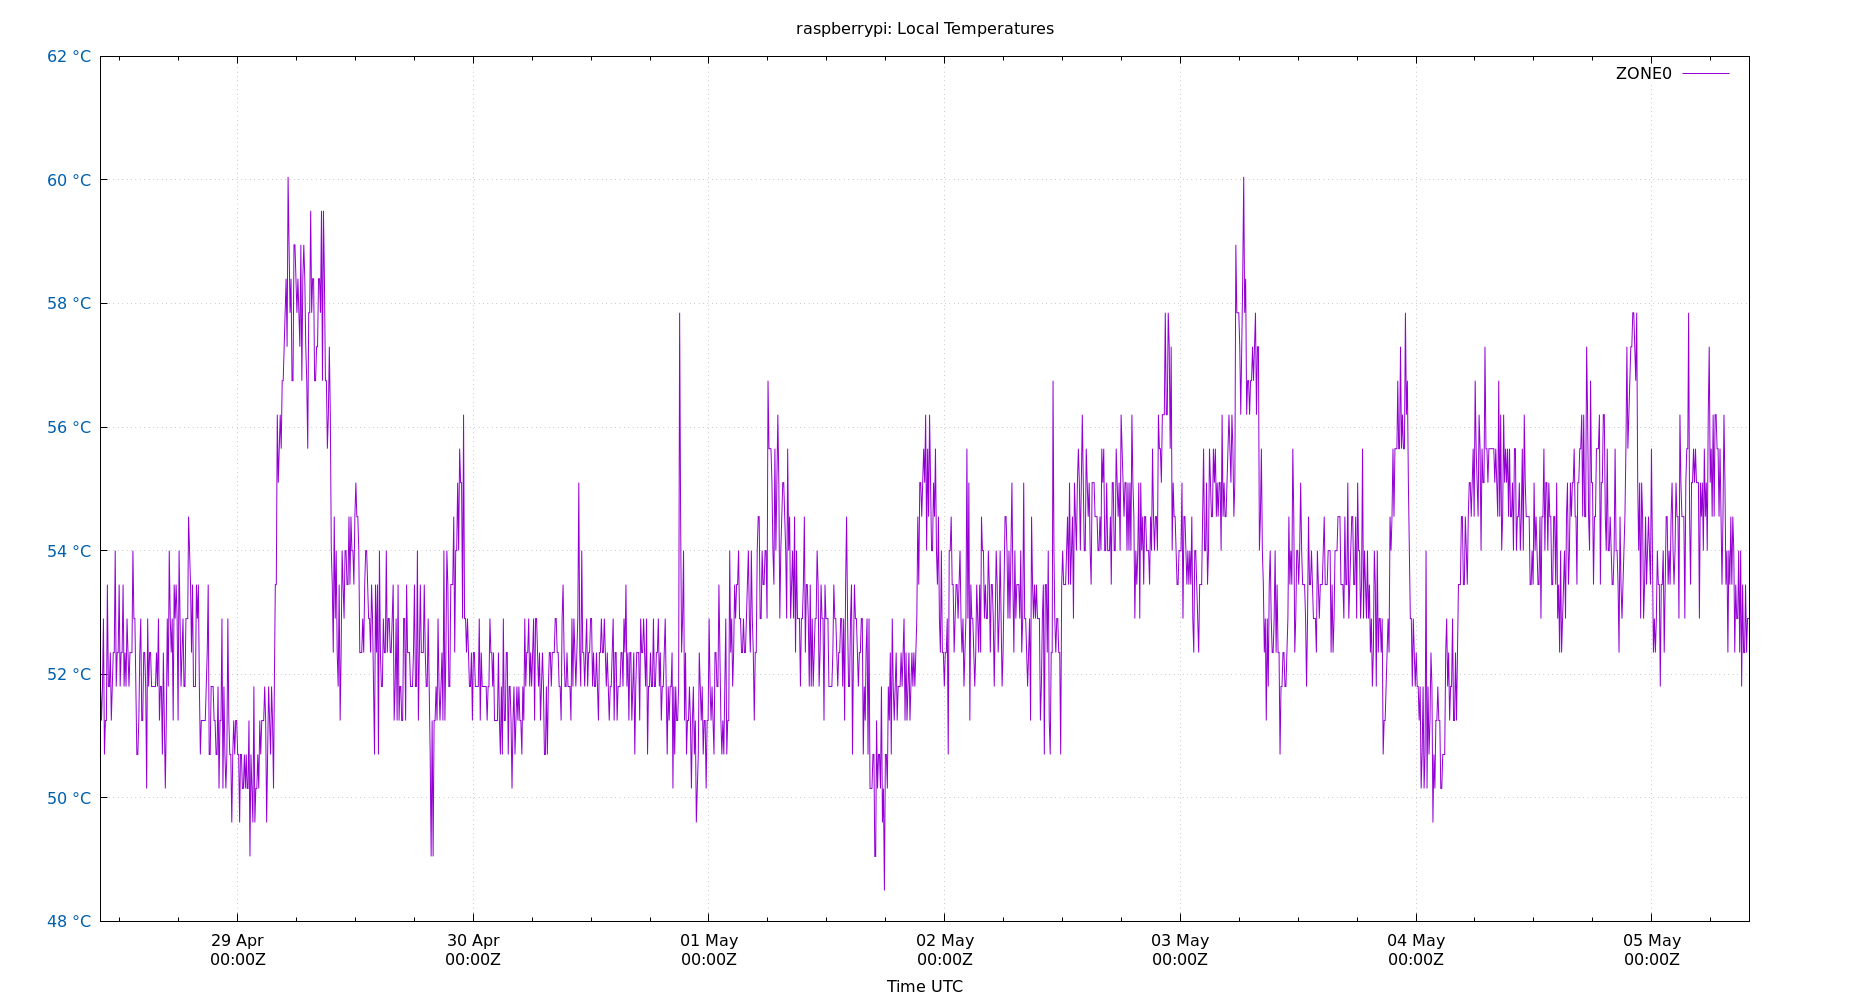 raspberrypi: Local Temperatures
62 °C
ZONE0
60 °C
58 °C
56 °C
54 °C
52 °C
50 °C
48 °C
29 Apr
00:00Z
30 Apr
00:00Z
01 May
00:00Z
02 May
00:00Z
03 May
00:00Z
04 May
00:00Z
05 May
00:00Z
Time UTC